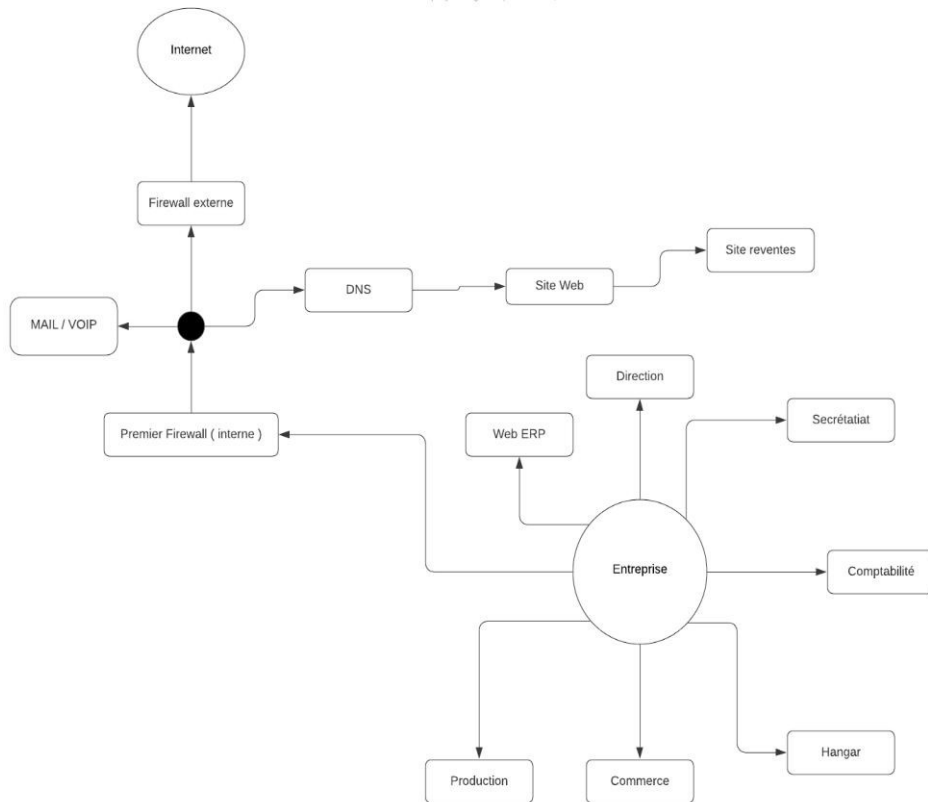 Internet
Firewall externe
Site reventes
DNS
Site Web
MAIL / VOIP
Direction
Secrétatiat
Premier Firewall ( interne )
Web ERP
Entreprise
Comptabilité
Hangar
Production
Commerce